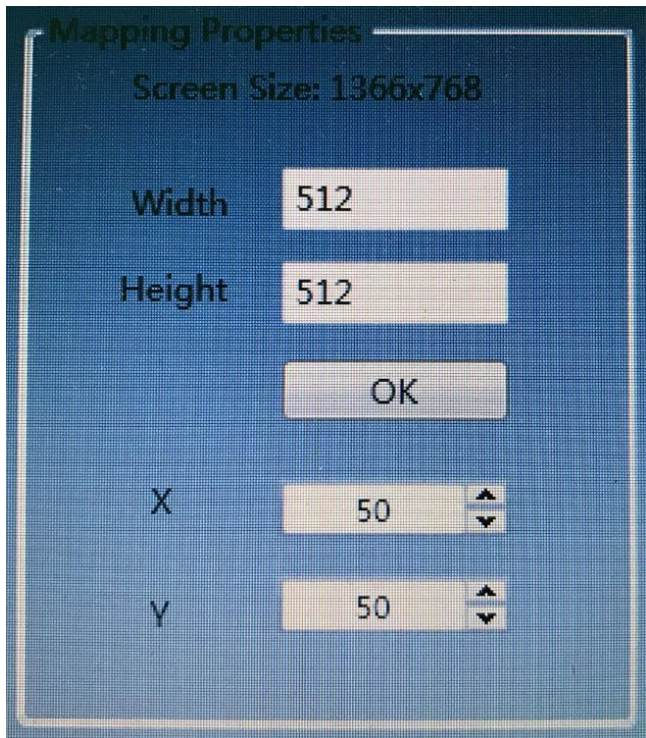 Mapping Properties
Screen Size: 1366x768
Width 512
Height 512
OK
X 50
Y 50